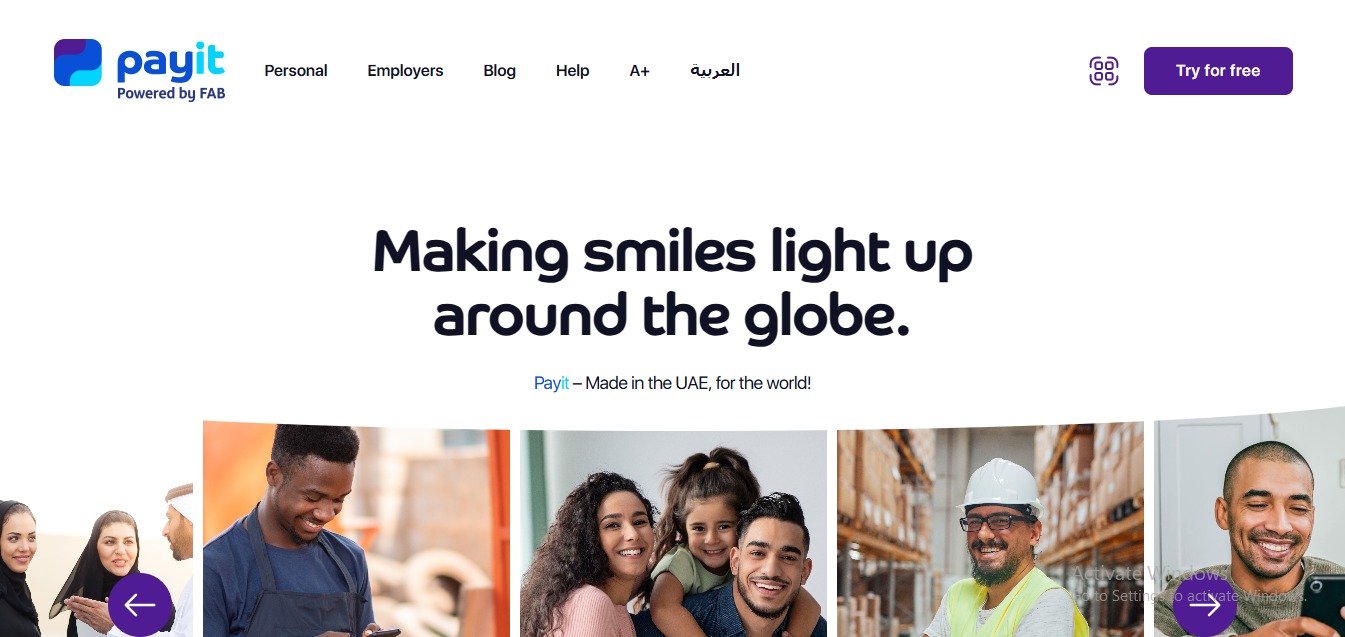 payit
Powered by FAB
Personal
Employers
Blog
Help
A+
العربية
Try for free
Making smiles light up
around the globe.
Payit – Made in the UAE, for the world!
Activate Windows
Go to Settings to activate Windows.